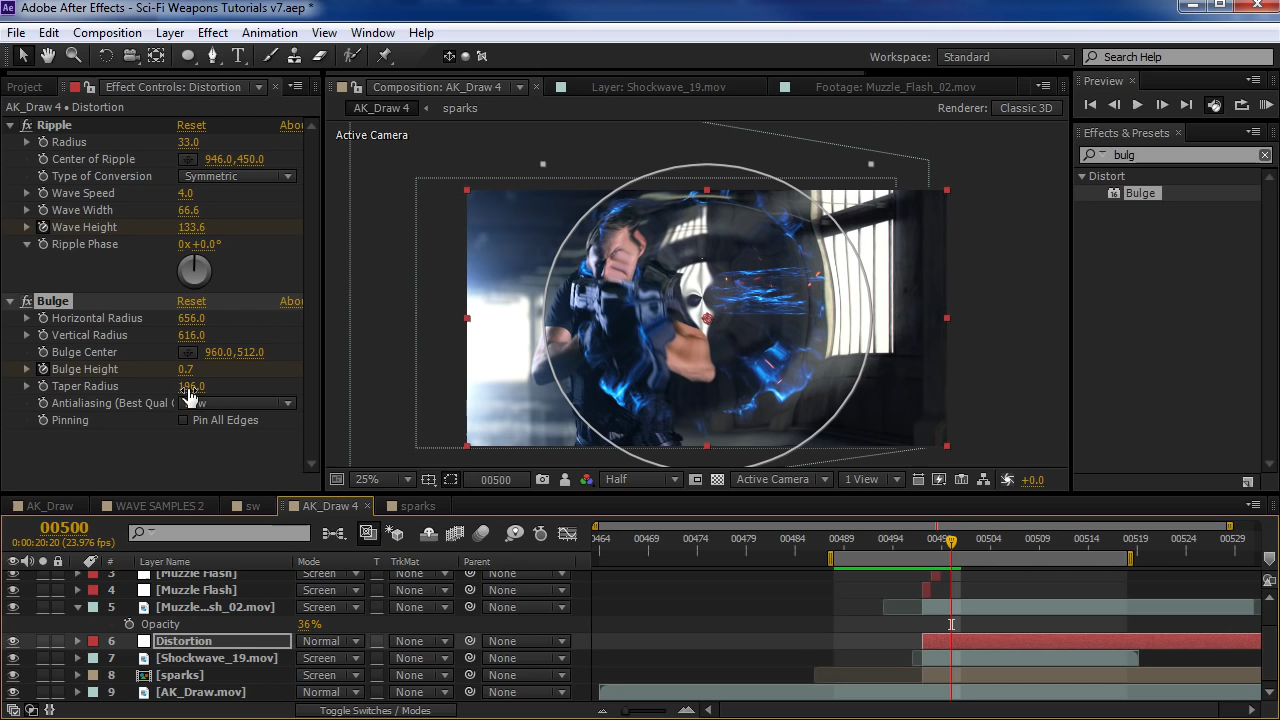 Ae Adobe After Effects - Sci-Fi Weapons Tutorials v7.aep *
File Edit Composition Layer Effect Animation View Window Help
Workspace: Standard Search Help
Project Effect Controls: Distortion
AK_Draw 4 • Distortion
fx Ripple Reset Abou
Radius 33.0
Center of Ripple 946.0,450.0
Type of Conversion Symmetric
Wave Speed 4.0
Wave Width 66.6
Wave Height 133.6
Ripple Phase 0x+0.0°
fx Bulge Reset Abou
Horizontal Radius 656.0
Vertical Radius 616.0
Bulge Center 960.0,512.0
Bulge Height 0.7
Taper Radius
Antialiasing (Best Qual
Pinning Pin All Edges
Composition: AK_Draw 4 Layer: Shockwave_19.mov Footage: Muzzle_Flash_02.mov
AK_Draw 4 sparks Renderer: Classic 3D
Active Camera
25% 00500 Half Active Camera 1 View +0.0
Preview
Effects & Presets
bulg
Distort
Bulge
AK_Draw WAVE SAMPLES 2 sw AK_Draw 4 sparks
00500
0:00:20:20 (23.976 fps)
00464 00469 00474 00479 00484 00489 00494 00504 00509 00514 00519 00524 00529
# Layer Name Mode T TrkMat Parent
3 [Muzzle Flash] Screen None None
4 [Muzzle Flash] Screen None None
5 [Muzzle...sh_02.mov] Screen None None
Opacity 36%
6 Distortion Normal None None
7 [Shockwave_19.mov] Screen None None
8 [sparks] Screen None None
9 [AK_Draw.mov] Normal None None
Toggle Switches / Modes